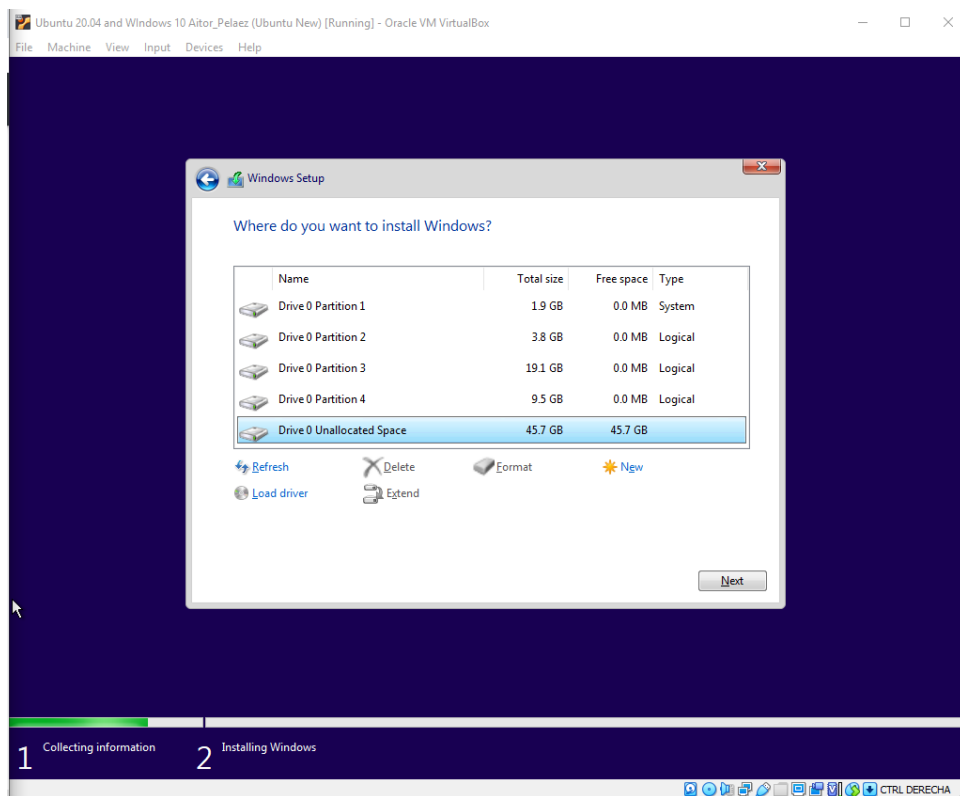 Ubuntu 20.04 and WIndows 10 Aitor_Pelaez (Ubuntu New) [Running] - Oracle VM VirtualBox
File Machine View Input Devices Help
Windows Setup
Where do you want to install Windows?
Name Total size Free space Type
Drive 0 Partition 1 1.9 GB 0.0 MB System
Drive 0 Partition 2 3.8 GB 0.0 MB Logical
Drive 0 Partition 3 19.1 GB 0.0 MB Logical
Drive 0 Partition 4 9.5 GB 0.0 MB Logical
Drive 0 Unallocated Space 45.7 GB 45.7 GB
Refresh Delete Format New
Load driver Extend
Next
1 Collecting information 2 Installing Windows
CTRL DERECHA